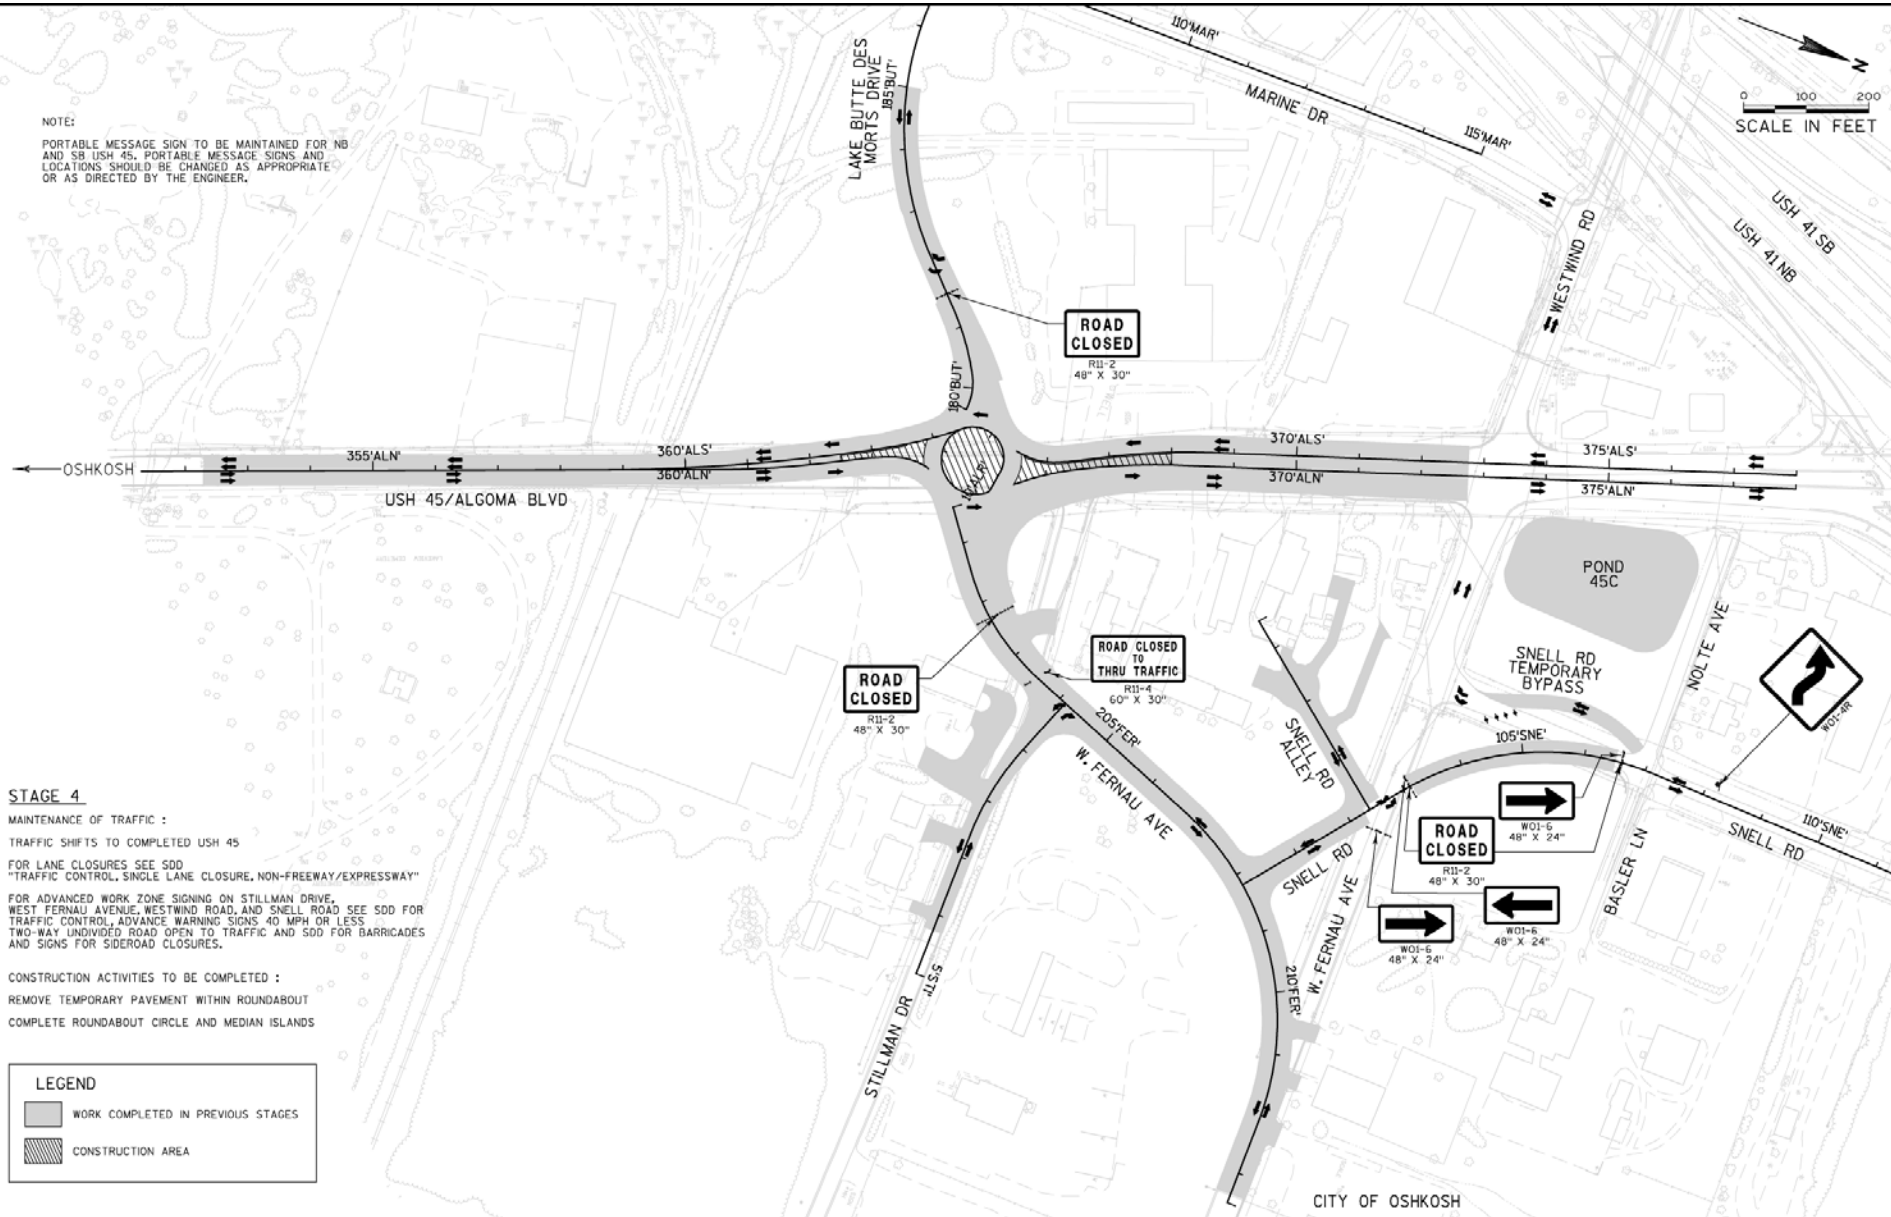 NOTE:
PORTABLE MESSAGE SIGN TO BE MAINTAINED FOR NB
AND SB USH 45. PORTABLE MESSAGE SIGNS AND
LOCATIONS SHOULD BE CHANGED AS APPROPRIATE
OR AS DIRECTED BY THE ENGINEER.
LAKE BUTTE DES
MORTS DRIVE
185'BUT'
110'MAR'
MARINE DR
115'MAR'
N
0 100 200
SCALE IN FEET
USH 41 SB
USH 41 NB
WESTWIND RD
ROAD
CLOSED
R11-2
48" X 30"
180'BUT'
OSHKOSH
355'ALN'
360'ALS'
360'ALN'
USH 45/ALGOMA BLVD
370'ALS'
370'ALN'
375'ALS'
375'ALN'
POND
45C
NOLTE AVE
SNELL RD
TEMPORARY
BYPASS
W01-4R
ROAD CLOSED
TO
THRU TRAFFIC
R11-4
60" X 30"
ROAD
CLOSED
R11-2
48" X 30"
205'FER'
W. FERNAU AVE
SNELL RD
ALLEY
105'SNE'
W01-6
48" X 24"
ROAD
CLOSED
R11-2
48" X 30"
W01-6
48" X 24"
W01-6
48" X 24"
110'SNE'
SNELL RD
BASLER LN
SNELL RD
W. FERNAU AVE
210'FER'
5'STI'
STILLMAN DR
STAGE 4
MAINTENANCE OF TRAFFIC :
TRAFFIC SHIFTS TO COMPLETED USH 45
FOR LANE CLOSURES SEE SDD
"TRAFFIC CONTROL, SINGLE LANE CLOSURE, NON-FREEWAY/EXPRESSWAY"
FOR ADVANCED WORK ZONE SIGNING ON STILLMAN DRIVE,
WEST FERNAU AVENUE, WESTWIND ROAD, AND SNELL ROAD SEE SDD FOR
TRAFFIC CONTROL, ADVANCE WARNING SIGNS 40 MPH OR LESS
TWO-WAY UNDIVIDED ROAD OPEN TO TRAFFIC AND SDD FOR BARRICADES
AND SIGNS FOR SIDEROAD CLOSURES.
CONSTRUCTION ACTIVITIES TO BE COMPLETED :
REMOVE TEMPORARY PAVEMENT WITHIN ROUNDABOUT
COMPLETE ROUNDABOUT CIRCLE AND MEDIAN ISLANDS
LEGEND
WORK COMPLETED IN PREVIOUS STAGES
CONSTRUCTION AREA
CITY OF OSHKOSH